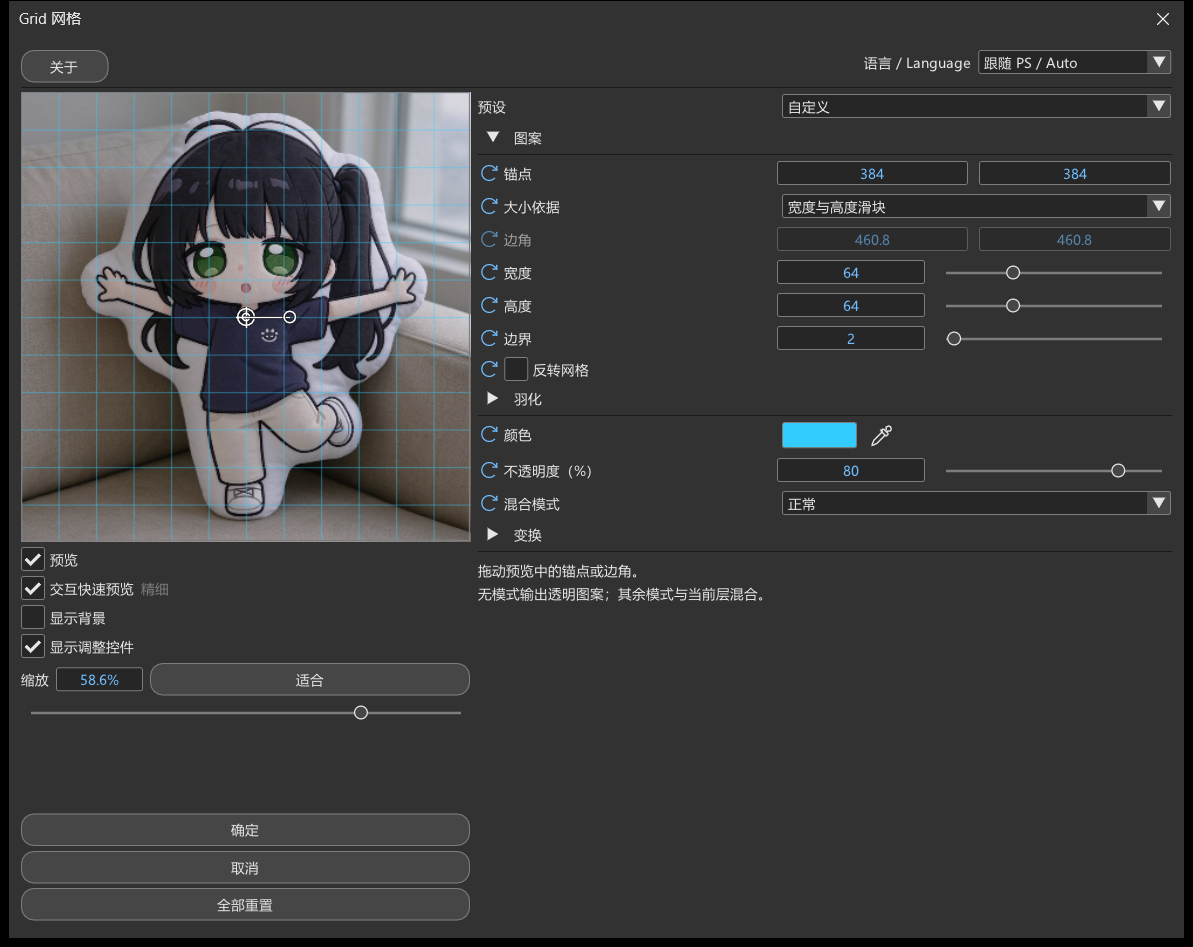 Grid 网格
关于
语言 / Language 跟随 PS / Auto
预设 自定义
图案
锚点 384 384
大小依据 宽度与高度滑块
边角 460.8 460.8
宽度 64
高度 64
边界 2
反转网格
羽化
颜色
不透明度（%） 80
混合模式 正常
变换
拖动预览中的锚点或边角。
无模式输出透明图案；其余模式与当前层混合。
预览
交互快速预览 精细
显示背景
显示调整控件
缩放 58.6% 适合
确定
取消
全部重置